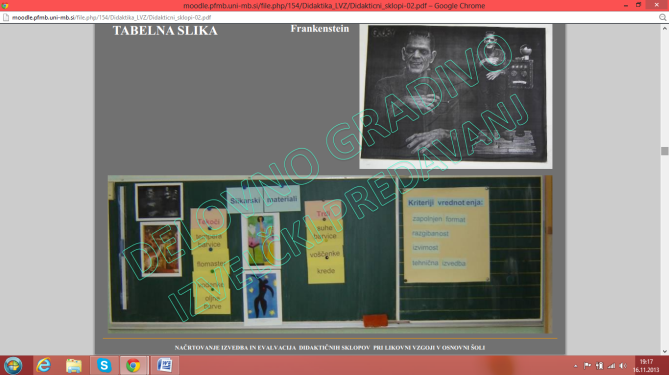 moodle.pfmb.uni-mb.si/file.php/154/Didaktika_LVZ/Didakticni_sklopi-02.pdf - Google Chrome
moodle.pfmb.uni-mb.si/file.php/154/Didaktika_LVZ/Didakticni_sklopi-02.pdf
TABELNA SLIKA
Frankenstein
DELOVNO GRADIVO
IZVLEČKI PREDAVANJ
Slikarski materiali
Tekoči
tempera
barvice
flomaster
vodena
oljne
barve
Trdi
suhe
barvice
voščenke
krede
Kriteriji vrednotenja:
zapolnjen format
razgibanost
izvirnost
tehnična izvedba
NAČRTOVANJE IZVEDBA IN EVALVACIJA DIDAKTIČNIH SKLOPOV PRI LIKOVNI VZGOJI V OSNOVNI ŠOLI
19:17
16.11.2013